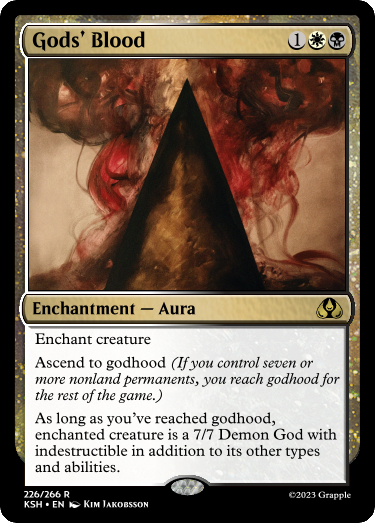 Gods' Blood 1
Enchantment — Aura
Enchant creature
Ascend to godhood (If you control seven or
more nonland permanents, you reach godhood for
the rest of the game.)
As long as you've reached godhood,
enchanted creature is a 7/7 Demon God with
indestructible in addition to its other types
and abilities.
226/266 R
KSH • EN Kim Jakobsson
©2023 Grapple